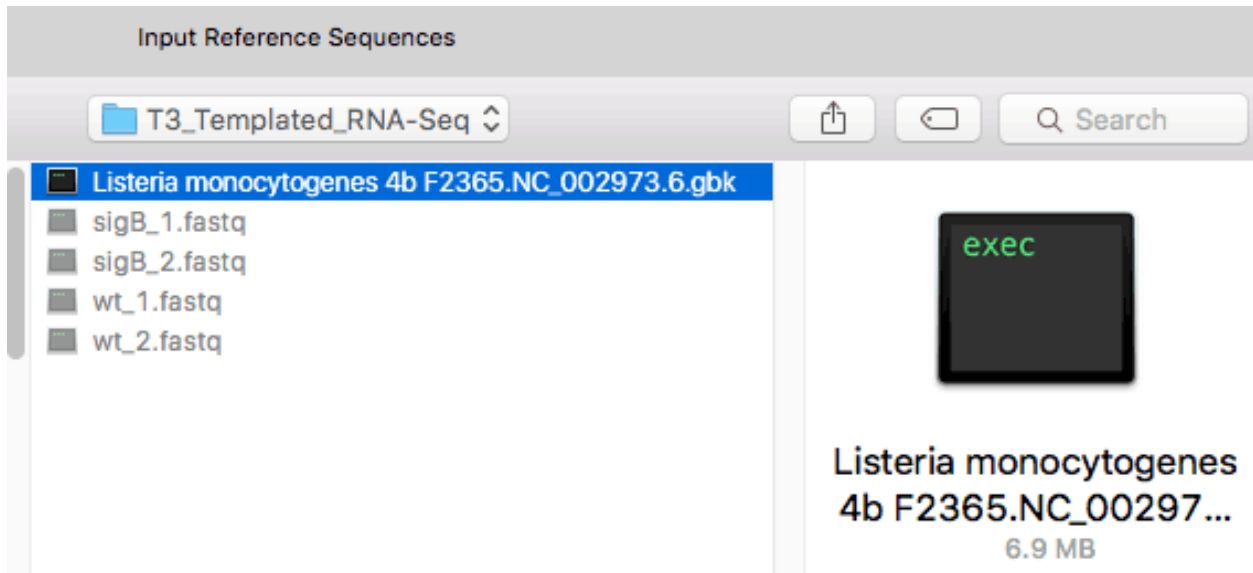 Input Reference Sequences
T3_Templated_RNA-Seq
Search
Listeria monocytogenes 4b F2365.NC_002973.6.gbk
sigB_1.fastq
sigB_2.fastq
wt_1.fastq
wt_2.fastq
exec
Listeria monocytogenes
4b F2365.NC_00297...
6.9 MB